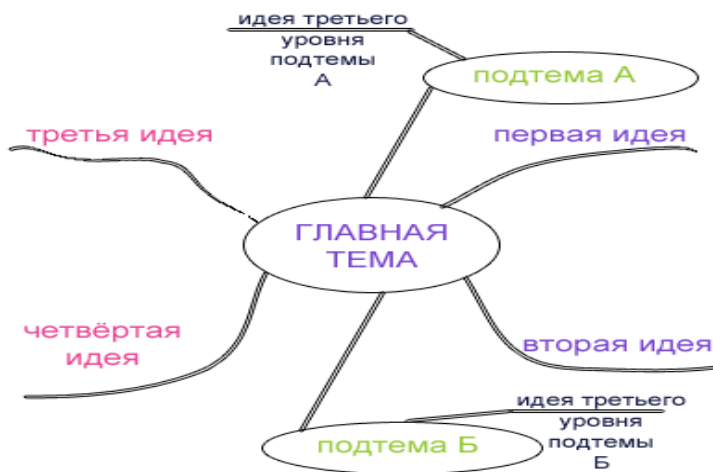 идея третьего
уровня
подтемы
А
подтема А
третья идея
первая идея
ГЛАВНАЯ
ТЕМА
четвёртая
идея
вторая идея
идея третьего
уровня
подтемы
Б
подтема Б